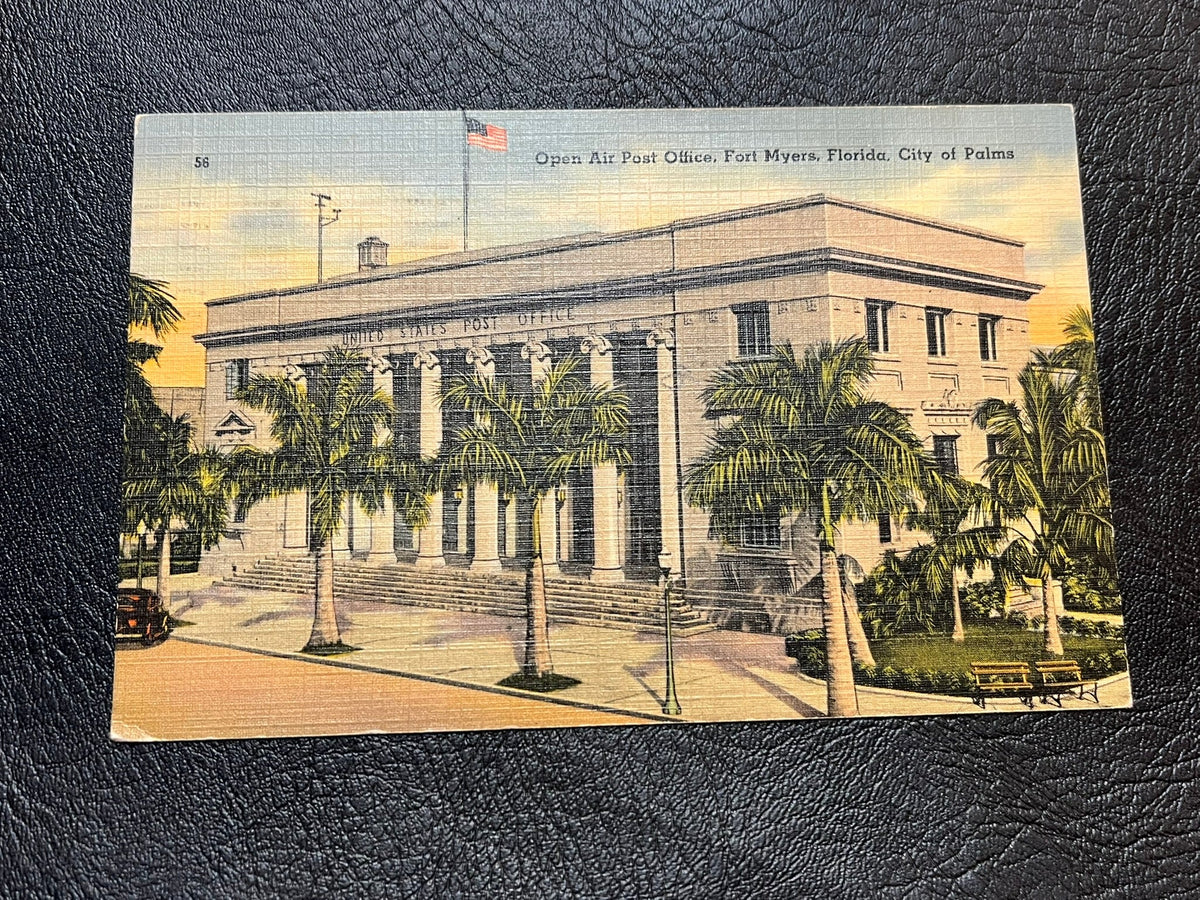 56
Open Air Post Office, Fort Myers, Florida, City of Palms
UNITED STATES POST OFFICE